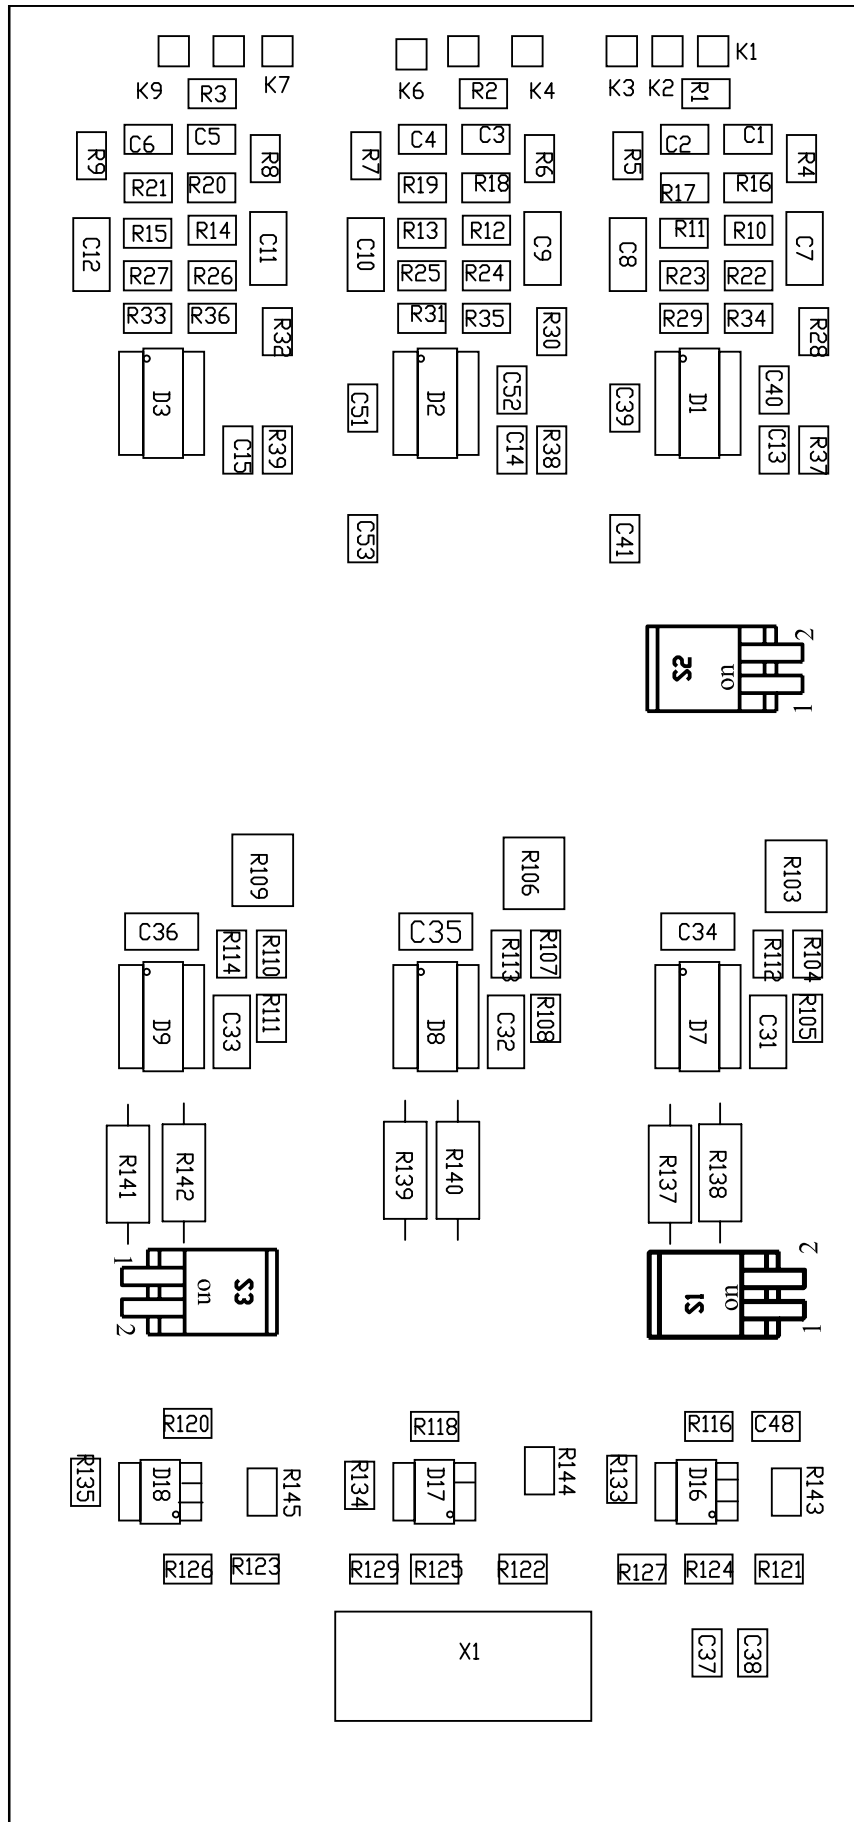 K9 R3 K7 K6 R2 K4 K3 K2 R1 K1
R9 C6 C5 R8 R7 C4 C3 R6 R5 C2 C1 R4
R21 R20 R19 R18 R17 R16
C12 R15 R14 C11 C10 R13 R12 C9 C8 R11 R10 C7
R27 R26 R25 R24 R23 R22
R33 R36 R32 R31 R35 R30 R29 R34 R28
D3 C51 D2 C52 C39 D1 C40
C15 R39 C14 R38 C13 R37
C53 C41
S2 on 2
1
R109 R106 R103
C36 R114 R110 C35 R113 R107 C34 R112 R104
D9 C33 R111 D8 C32 R108 D7 C31 R105
R141 R142 R139 R140 R137 R138
1 on S3 S1 on 2
2 1
R120 R118 R116 C48
R135 D18 R145 R134 D17 R144 R133 D16 R143
R126 R123 R129 R125 R122 R127 R124 R121
X1 C37 C38